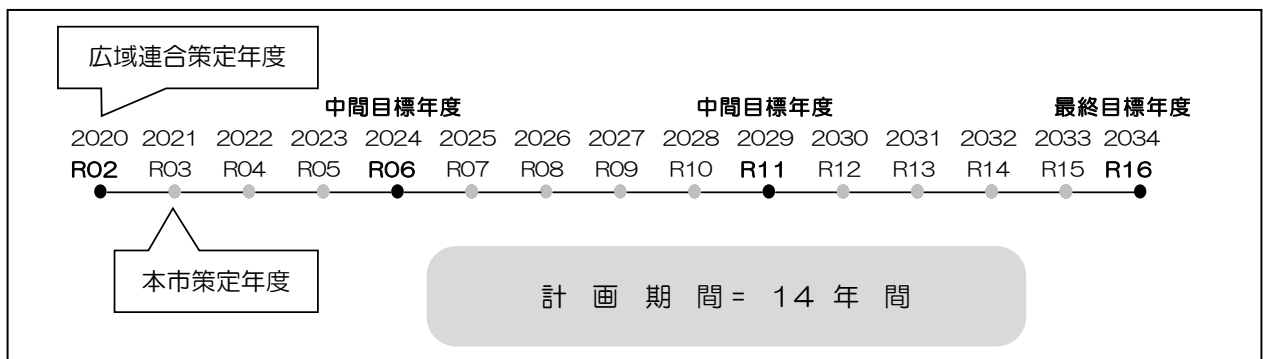 広域連合策定年度
中間目標年度 中間目標年度 最終目標年度
2020 2021 2022 2023 2024 2025 2026 2027 2028 2029 2030 2031 2032 2033 2034
R02 R03 R04 R05 R06 R07 R08 R09 R10 R11 R12 R13 R14 R15 R16
本市策定年度
計 画 期 間 = 14 年 間